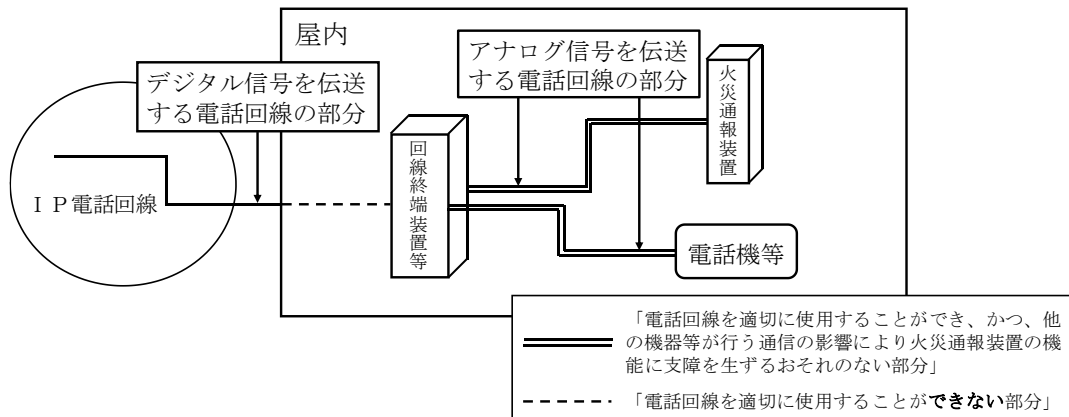 屋内
デジタル信号を伝送
する電話回線の部分
アナログ信号を伝送
する電話回線の部分
火災通報装置
回線終端装置等
ＩＰ電話回線
電話機等
「電話回線を適切に使用することができ、かつ、他
の機器等が行う通信の影響により火災通報装置の機
能に支障を生ずるおそれのない部分」
「電話回線を適切に使用することができない部分」